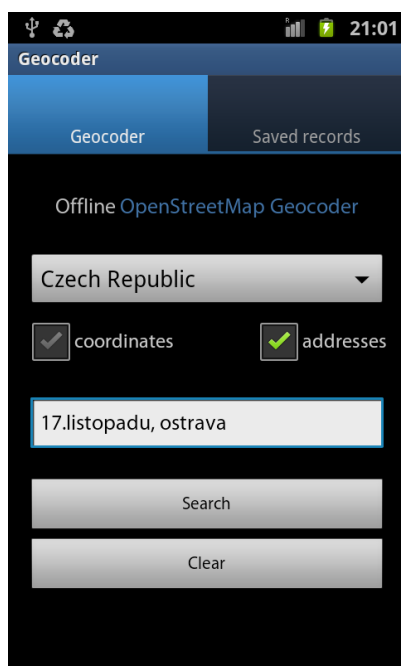 R
21:01
Geocoder
Geocoder Saved records
Offline OpenStreetMap Geocoder
Czech Republic
coordinates addresses
17.listopadu, ostrava
Search
Clear